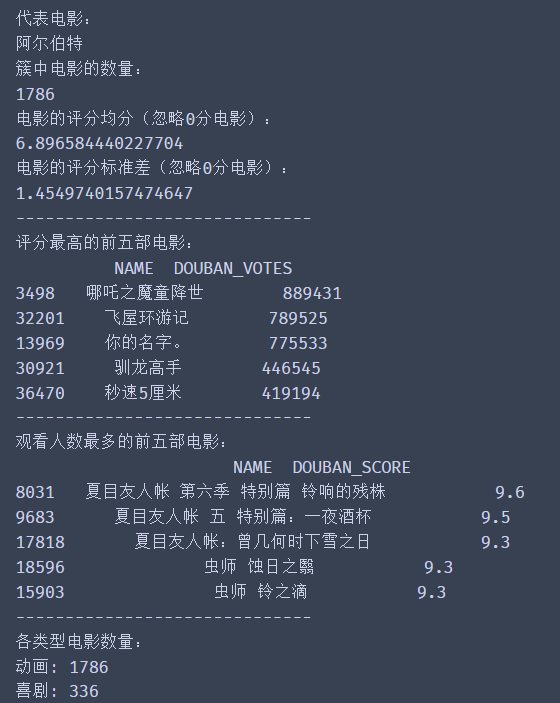 代表电影:
阿尔伯特
簇中电影的数量:
1786
电影的评分均分（忽略0分电影）:
6.896584440227704
电影的评分标准差（忽略0分电影）:
1.4549740157474647
------------------------------
评分最高的前五部电影:
NAME DOUBAN_VOTES
3498 哪吒之魔童降世 889431
32201 飞屋环游记 789525
13969 你的名字。 775533
30921 驯龙高手 446545
36470 秒速5厘米 419194
------------------------------
观看人数最多的前五部电影:
NAME DOUBAN_SCORE
8031 夏目友人帐 第六季 特别篇 铃响的残株 9.6
9683 夏目友人帐 五 特别篇：一夜酒杯 9.5
17818 夏目友人帐：曾几何时下雪之日 9.3
18596 虫师 蚀日之翳 9.3
15903 虫师 铃之滴 9.3
------------------------------
各类型电影数量:
动画: 1786
喜剧: 336